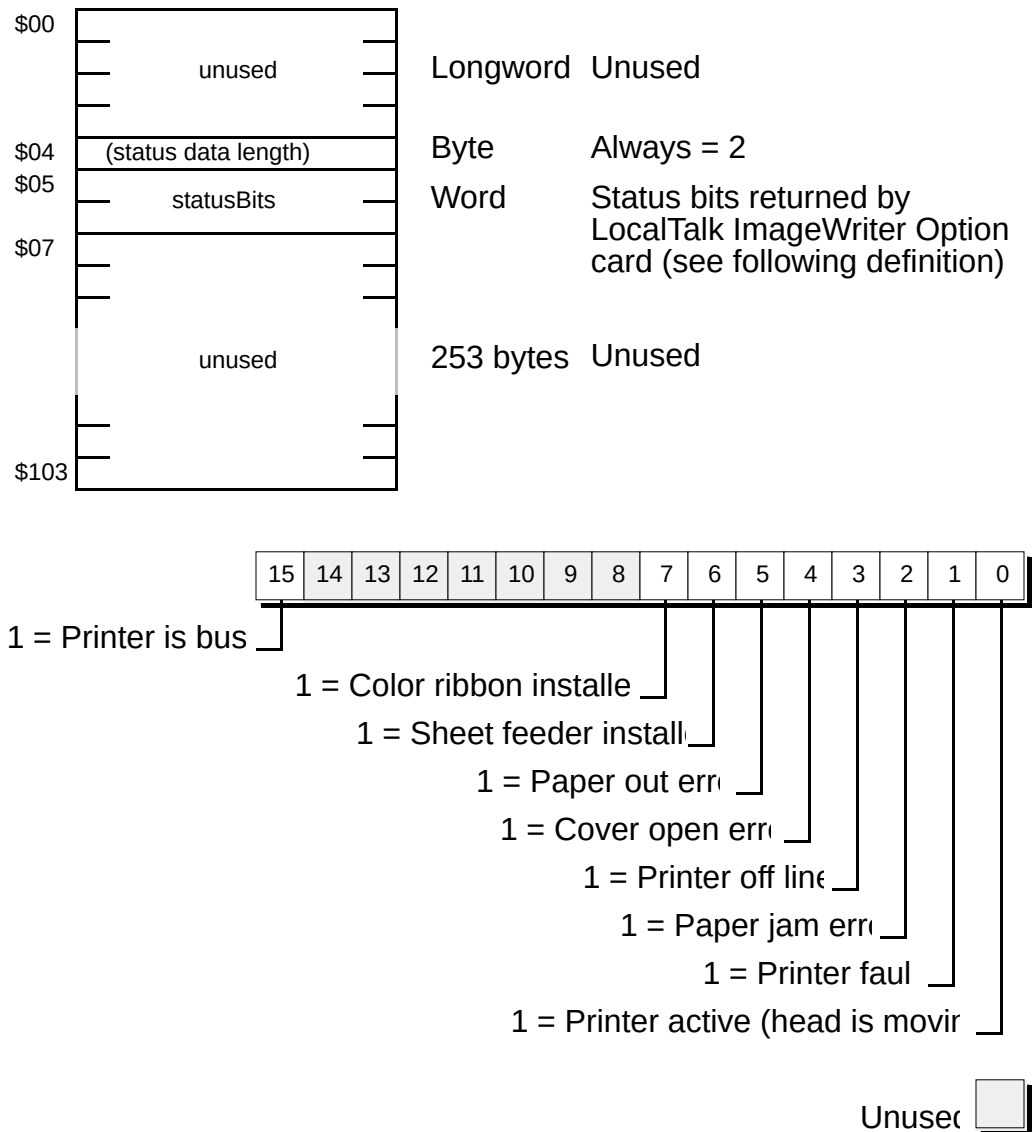 $00
unused
Longword Unused
$04 (status data length) Byte Always = 2
$05 statusBits Word Status bits returned by
LocalTalk ImageWriter Option
card (see following definition)
$07
unused
253 bytes Unused
$103
15 14 13 12 11 10 9 8 7 6 5 4 3 2 1 0
1 = Printer is bus
1 = Color ribbon installe
1 = Sheet feeder install
1 = Paper out err
1 = Cover open err
1 = Printer off line
1 = Paper jam err
1 = Printer faul
1 = Printer active (head is movin
Unused